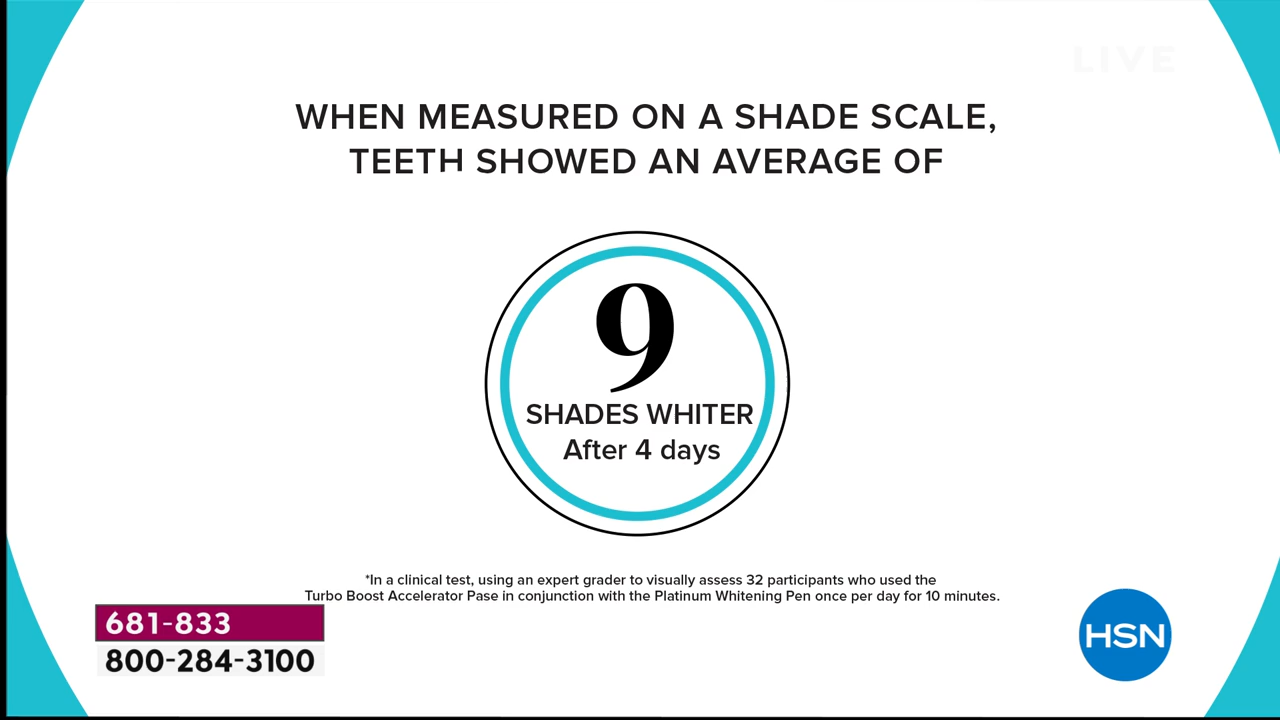 LIVE
WHEN MEASURED ON A SHADE SCALE,
TEETH SHOWED AN AVERAGE OF
9
SHADES WHITER
After 4 days
*In a clinical test, using an expert grader to visually assess 32 participants who used the
Turbo Boost Accelerator Pase in conjunction with the Platinum Whitening Pen once per day for 10 minutes.
681-833
800-284-3100
HSN